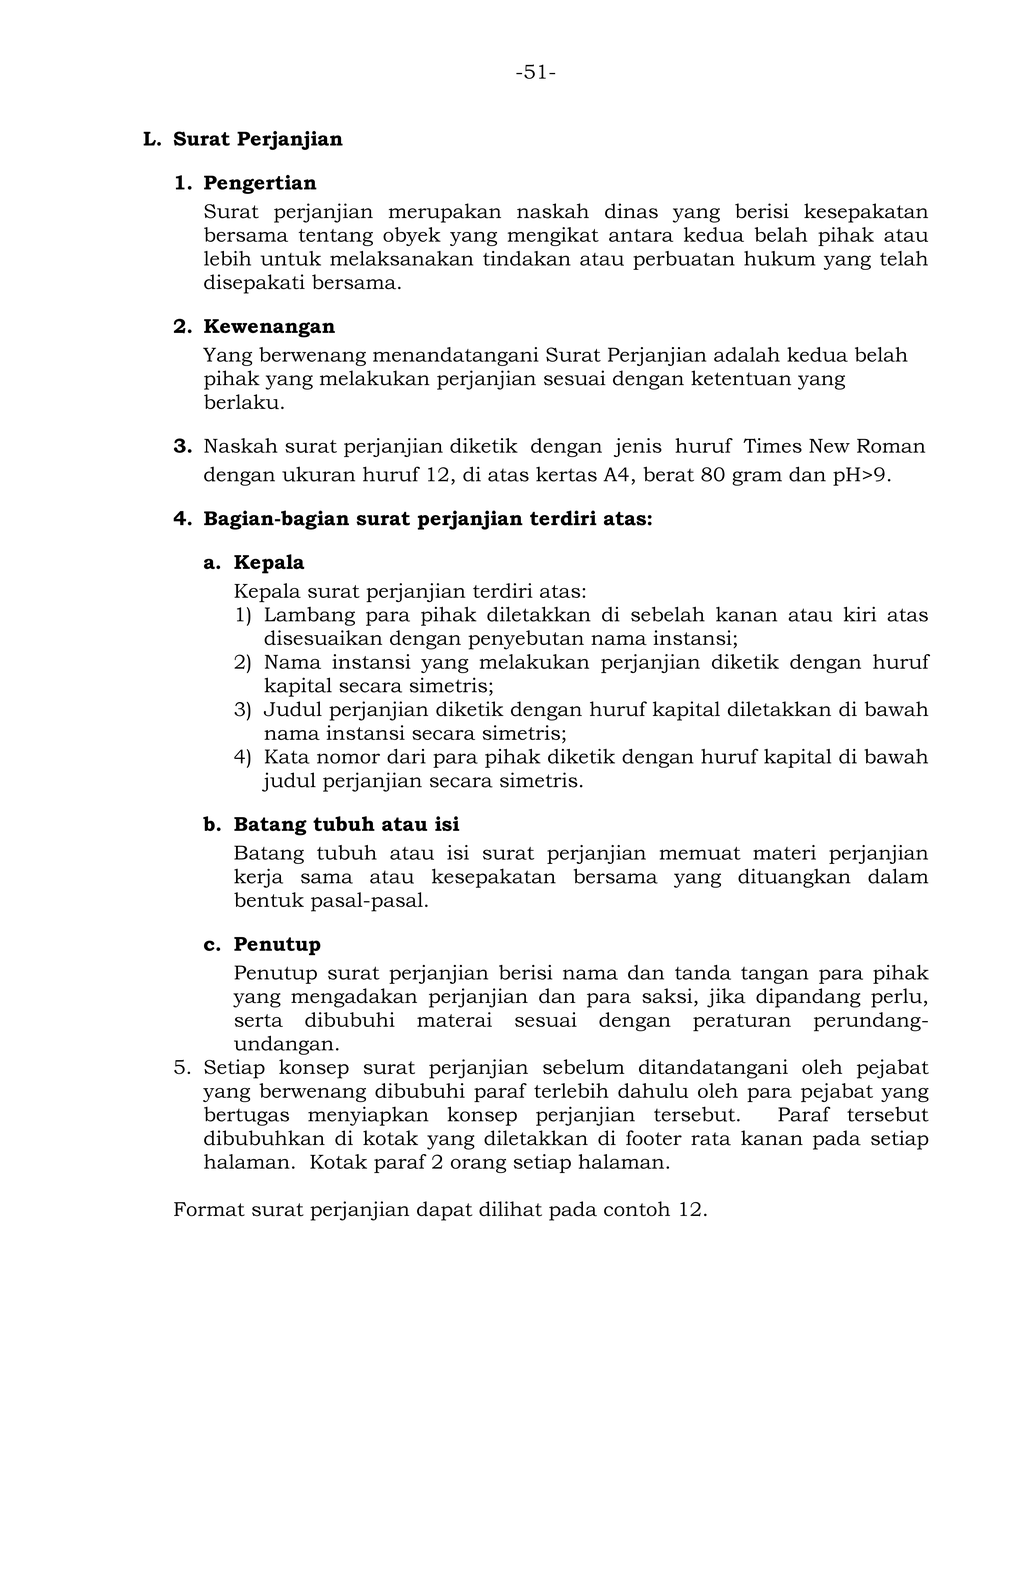 -51-
L. Surat Perjanjian
1. Pengertian
Surat perjanjian merupakan naskah dinas yang berisi kesepakatan
bersama tentang obyek yang mengikat antara kedua belah pihak atau
lebih untuk melaksanakan tindakan atau perbuatan hukum yang telah
disepakati bersama.
2. Kewenangan
Yang berwenang menandatangani Surat Perjanjian adalah kedua belah
pihak yang melakukan perjanjian sesuai dengan ketentuan yang
berlaku.
3. Naskah surat perjanjian diketik dengan jenis huruf Times New Roman
dengan ukuran huruf 12, di atas kertas A4, berat 80 gram dan pH>9.
4. Bagian-bagian surat perjanjian terdiri atas:
a. Kepala
Kepala surat perjanjian terdiri atas:
1) Lambang para pihak diletakkan di sebelah kanan atau kiri atas
disesuaikan dengan penyebutan nama instansi;
2) Nama instansi yang melakukan perjanjian diketik dengan huruf
kapital secara simetris;
3) Judul perjanjian diketik dengan huruf kapital diletakkan di bawah
nama instansi secara simetris;
4) Kata nomor dari para pihak diketik dengan huruf kapital di bawah
judul perjanjian secara simetris.
b. Batang tubuh atau isi
Batang tubuh atau isi surat perjanjian memuat materi perjanjian
kerja sama atau kesepakatan bersama yang dituangkan dalam
bentuk pasal-pasal.
c. Penutup
Penutup surat perjanjian berisi nama dan tanda tangan para pihak
yang mengadakan perjanjian dan para saksi, jika dipandang perlu,
serta dibubuhi materai sesuai dengan peraturan perundang-
undangan.
5. Setiap konsep surat perjanjian sebelum ditandatangani oleh pejabat
yang berwenang dibubuhi paraf terlebih dahulu oleh para pejabat yang
bertugas menyiapkan konsep perjanjian tersebut. Paraf tersebut
dibubuhkan di kotak yang diletakkan di footer rata kanan pada setiap
halaman. Kotak paraf 2 orang setiap halaman.
Format surat perjanjian dapat dilihat pada contoh 12.